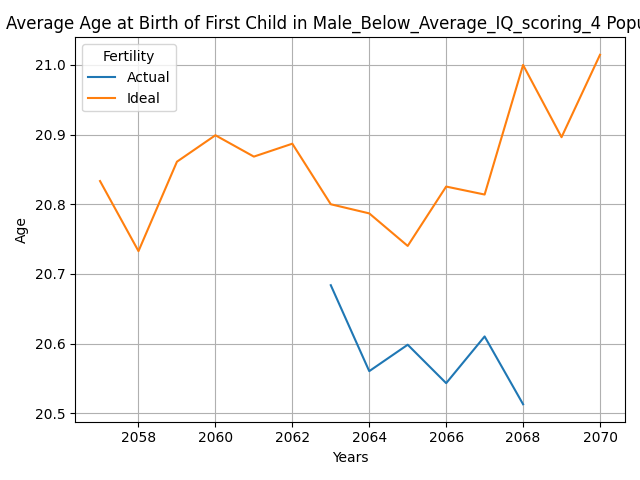 Average Age at Birth of First Child in Male_Below_Average_IQ_scoring_4 Popu
Fertility
Actual
Ideal
21.0
20.9
20.8
20.7
20.6
20.5
Age
2058 2060 2062 2064 2066 2068 2070
Years